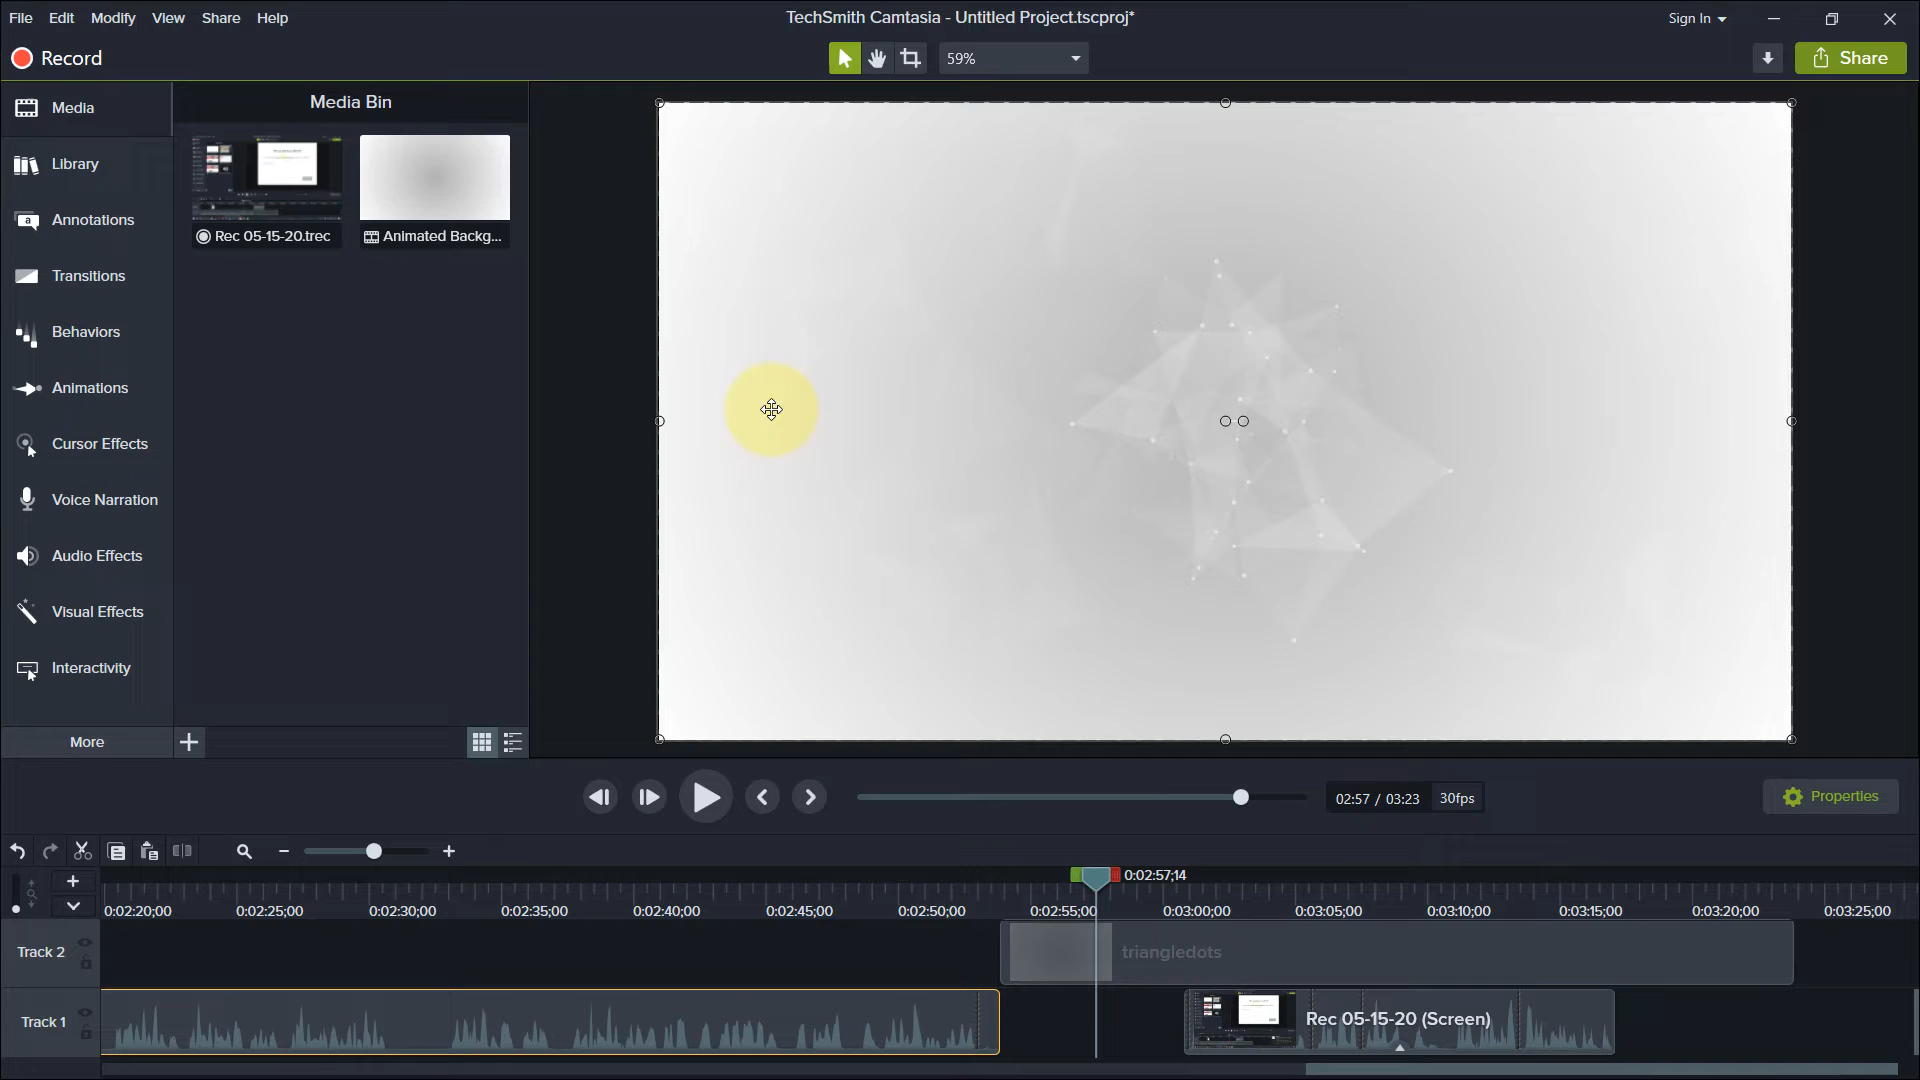 File Edit Modify View Share Help
TechSmith Camtasia - Untitled Project.tscproj*
Sign In
Record
59%
Share
Media
Library
Annotations
Transitions
Behaviors
Animations
Cursor Effects
Voice Narration
Audio Effects
Visual Effects
Interactivity
More
Media Bin
Rec 05-15-20.trec
Animated Backg...
02:57 / 03:23 30fps
Properties
0:02:57;14
0:02:20;00 0:02:25;00 0:02:30;00 0:02:35;00 0:02:40;00 0:02:45;00 0:02:50;00 0:02:55;00 0:03:00;00 0:03:05;00 0:03:10;00 0:03:15;00 0:03:20;00 0:03:25;00
Track 2
triangledots
Track 1
Rec 05-15-20 (Screen)